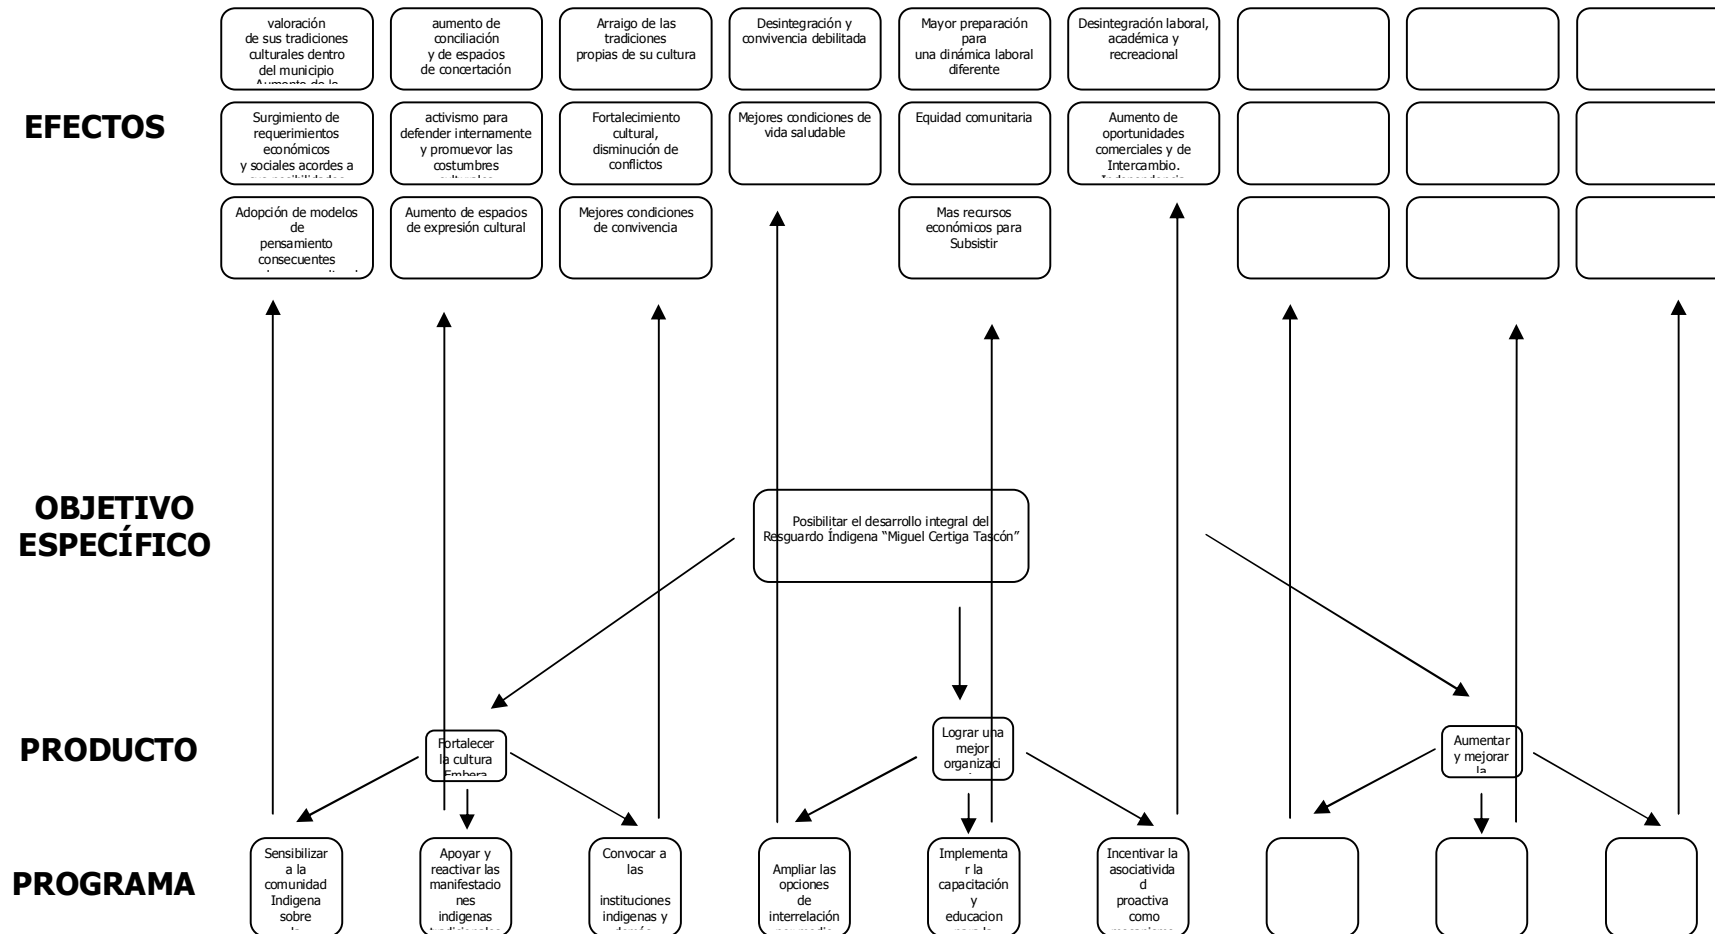 valoración
de sus tradiciones
culturales dentro
del municipio
aumento de
conciliación
y de espacios
de concertación
Arraigo de las
tradiciones
propias de su cultura
Desintegración y
convivencia debilitada
Mayor preparación
para
una dinámica laboral
diferente
Desintegración laboral,
académica y
recreacional
EFECTOS
Surgimiento de
requerimientos
económicos
y sociales acordes a
activismo para
defender internamente
y promuevor las
costumbres
Fortalecimiento
cultural,
disminución de
conflictos
Mejores condiciones de
vida saludable
Equidad comunitaria
Aumento de
oportunidades
comerciales y de
Intercambio.
Adopción de modelos
de
pensamiento
consecuentes
Aumento de espacios
de expresión cultural
Mejores condiciones
de convivencia
Mas recursos
económicos para
Subsistir
OBJETIVO
ESPECÍFICO
Posibilitar el desarrollo integral del
Resguardo Índigena “Miguel Certiga Tascón”
PRODUCTO
Fortalecer
la cultura
Embera
Lograr una
mejor
organizaci
Aumentar
y mejorar
la
PROGRAMA
Sensibilizar
a la
comunidad
Indigena
sobre
Apoyar y
reactivar las
manifestacio
nes
indigenas
Convocar a
las
instituciones
indigenas y
Ampliar las
opciones
de
interrelación
Implementa
r la
capacitación
y
educacion
Incentivar la
asociativida
d
proactiva
como